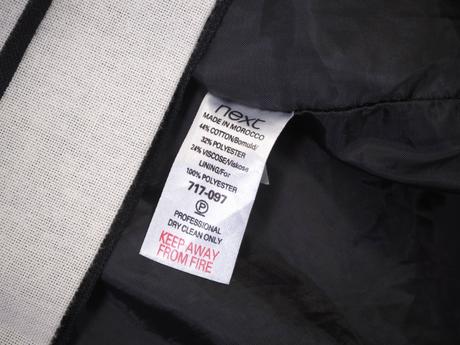 next
MADE IN MOROCCO
44% COTTON/Bomuld/
32% POLYESTER
24% VISCOSE/Viskose
LINING/For
100% POLYESTER
717-097
P
PROFESSIONAL
DRY CLEAN ONLY
KEEP AWAY
FROM FIRE